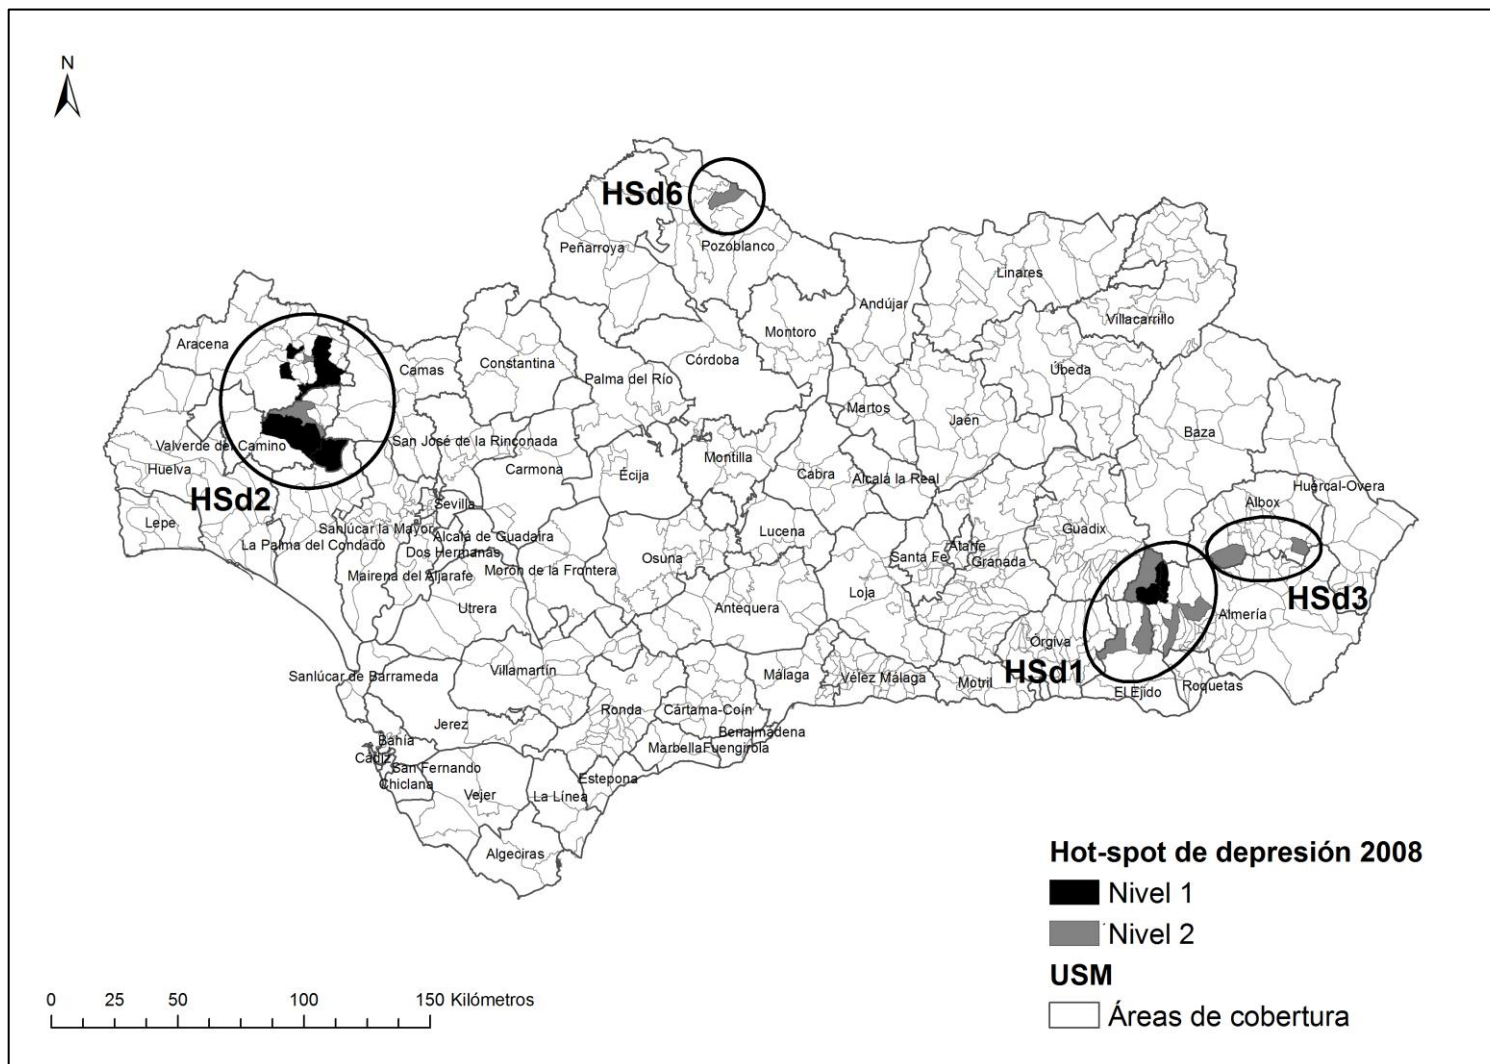 N
HSd6
Peñarroya
Pozoblanco
Linares
Andújar
Villacarrillo
Montoro
Aracena
Córdoba
Camas
Constantina
Palma del Río
Úbeda
Martos
Jaén
Baza
Valverde del Camino
San José de la Rinconada
Huelva
Carmona
Écija
Montilla
Cabra
Alcalá la Real
Huércal-Overa
Albox
HSd2
Sevilla
Lepe
Sanlúcar la Mayor
Alcalá de Guadaira
Lucena
Guadix
La Palma del Condado
Dos Hermanas
Osuna
Santa Fe
Atarfe
Granada
Mairena del Aljarafe
Morón de la Frontera
Utrera
Antequera
Loja
HSd3
Almería
Órgiva
HSd1
Sanlúcar de Barrameda
Villamartín
Málaga
Vélez Málaga
Motril
El Ejido
Roquetas
Ronda
Cártama-Coín
Jerez
Benalmádena
Bahía
Marbella
Fuengirola
Cádiz
San Fernando
Chiclana
Estepona
Vejer
La Línea
Algeciras
Hot-spot de depresión 2008
Nivel 1
Nivel 2
USM
Áreas de cobertura
0 25 50 100 150 Kilómetros